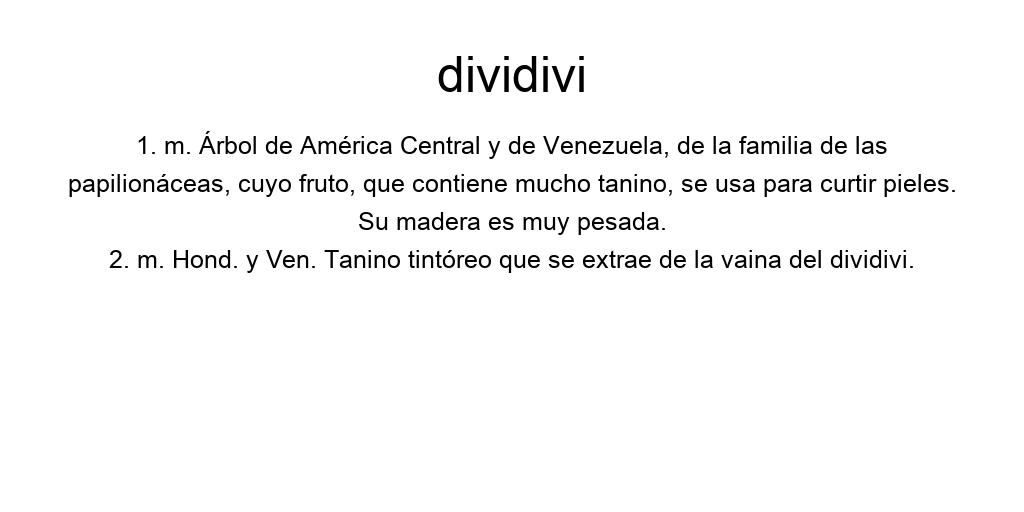 dividivi
1. m. Árbol de América Central y de Venezuela, de la familia de las
papilionáceas, cuyo fruto, que contiene mucho tanino, se usa para curtir pieles.
Su madera es muy pesada.
2. m. Hond. y Ven. Tanino tintóreo que se extrae de la vaina del dividivi.